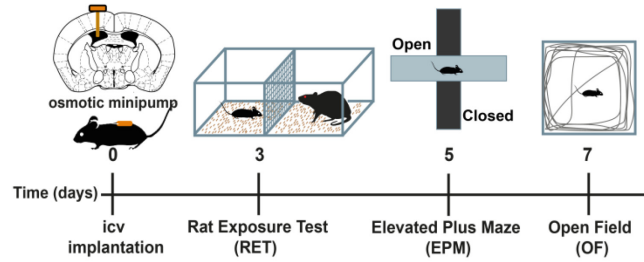 Open
osmotic minipump
Closed
0
3
5
7
Time (days)
icv
implantation
Rat Exposure Test
(RET)
Elevated Plus Maze
(EPM)
Open Field
(OF)